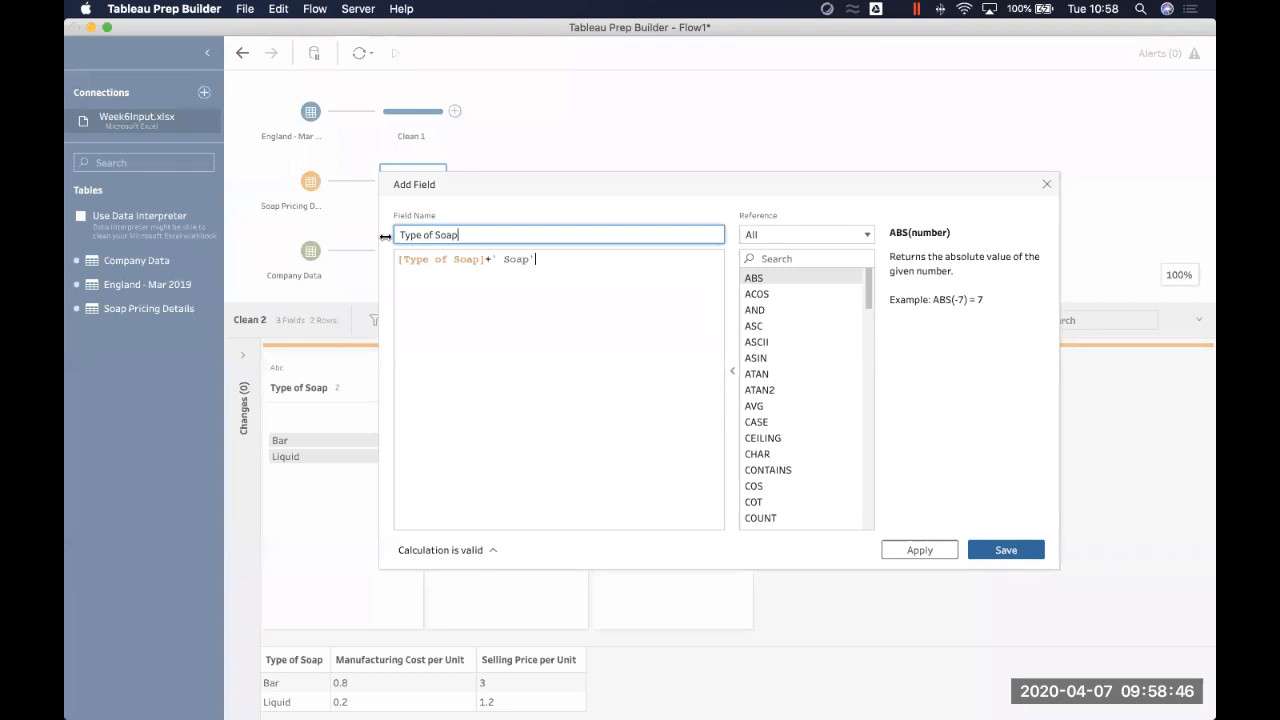 Tableau Prep Builder File Edit Flow Server Help 100% Tue 10:58
Tableau Prep Builder - Flow1*
Alerts (0)
Connections
Week6Input.xlsx
Microsoft Excel
Search
Tables
Use Data Interpreter
Data Interpreter might be able to
clean your Microsoft Excel workbook
Company Data
England - Mar 2019
Soap Pricing Details
England - Mar ...
Clean 1
Soap Pricing D...
Company Data
100%
Clean 2 3 Fields 2 Rows
arch
Changes (0)
Abc
Type of Soap 2
Bar
Liquid
Add Field
Field Name
Type of Soap
[Type of Soap]+' Soap'
Calculation is valid
Reference
All
Search
ABS
ACOS
AND
ASC
ASCII
ASIN
ATAN
ATAN2
AVG
CASE
CEILING
CHAR
CONTAINS
COS
COT
COUNT
ABS(number)
Returns the absolute value of the
given number.
Example: ABS(-7) = 7
Apply
Save
Type of Soap Manufacturing Cost per Unit Selling Price per Unit
Bar 0.8 3
Liquid 0.2 1.2
2020-04-07 09:58:46